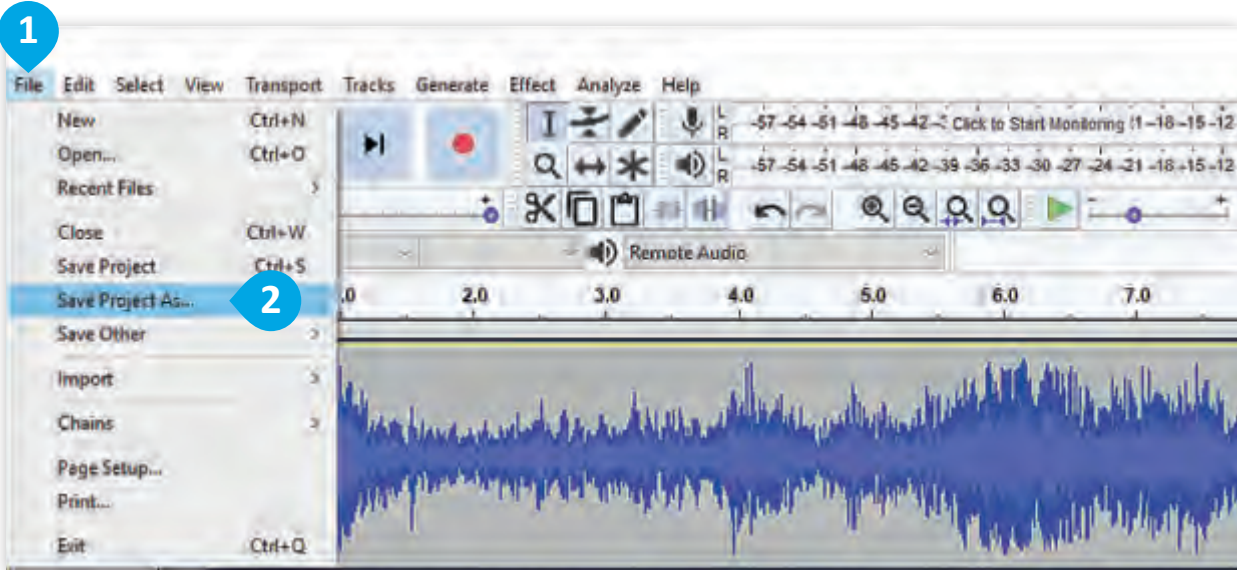 1
File Edit Select View Transport Tracks Generate Effect Analyze Help
New Ctrl+N
Open... Ctrl+O
Recent Files
Close Ctrl+W
Save Project Ctrl+S
Save Project As... 2
Save Other
Import
Chains
Page Setup...
Print...
Exit Ctrl+Q
L
R
-57 -54 -51 -48 -45 -42 Click to Start Monitoring -18 -15 -12
L
R
-57 -54 -51 -48 -45 -42 -39 -36 -33 -30 -27 -24 -21 -18 -15 -12
- +
Remote Audio
.0 2.0 3.0 4.0 5.0 6.0 7.0